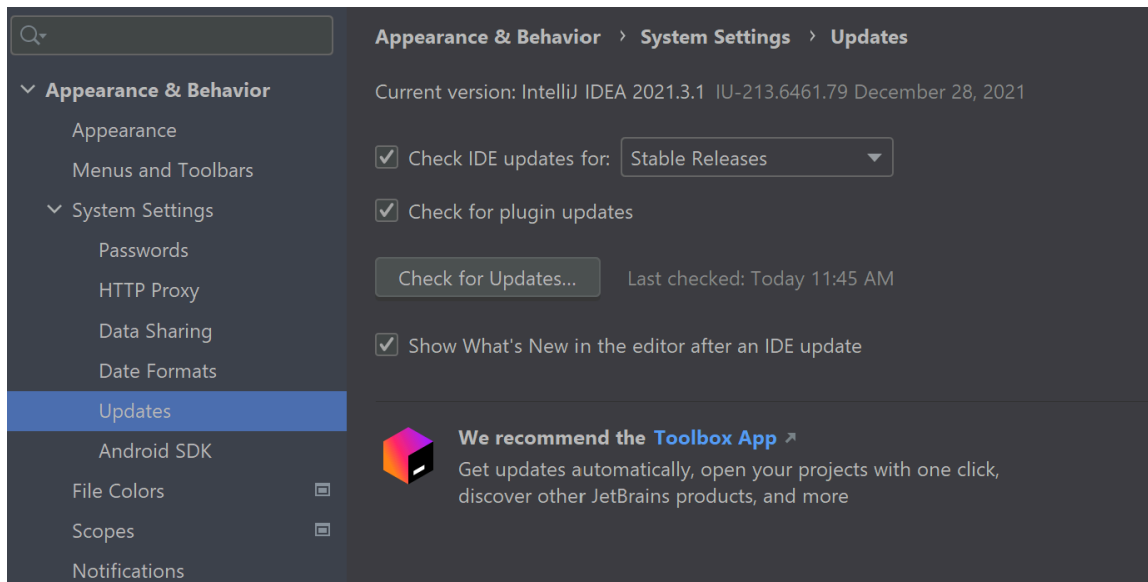 Appearance & Behavior
Appearance
Menus and Toolbars
System Settings
Passwords
HTTP Proxy
Data Sharing
Date Formats
Updates
Android SDK
File Colors
Scopes
Notifications
Appearance & Behavior › System Settings › Updates
Current version: IntelliJ IDEA 2021.3.1 IU-213.6461.79 December 28, 2021
Check IDE updates for: Stable Releases
Check for plugin updates
Check for Updates... Last checked: Today 11:45 AM
Show What's New in the editor after an IDE update
We recommend the Toolbox App ↗
Get updates automatically, open your projects with one click,
discover other JetBrains products, and more